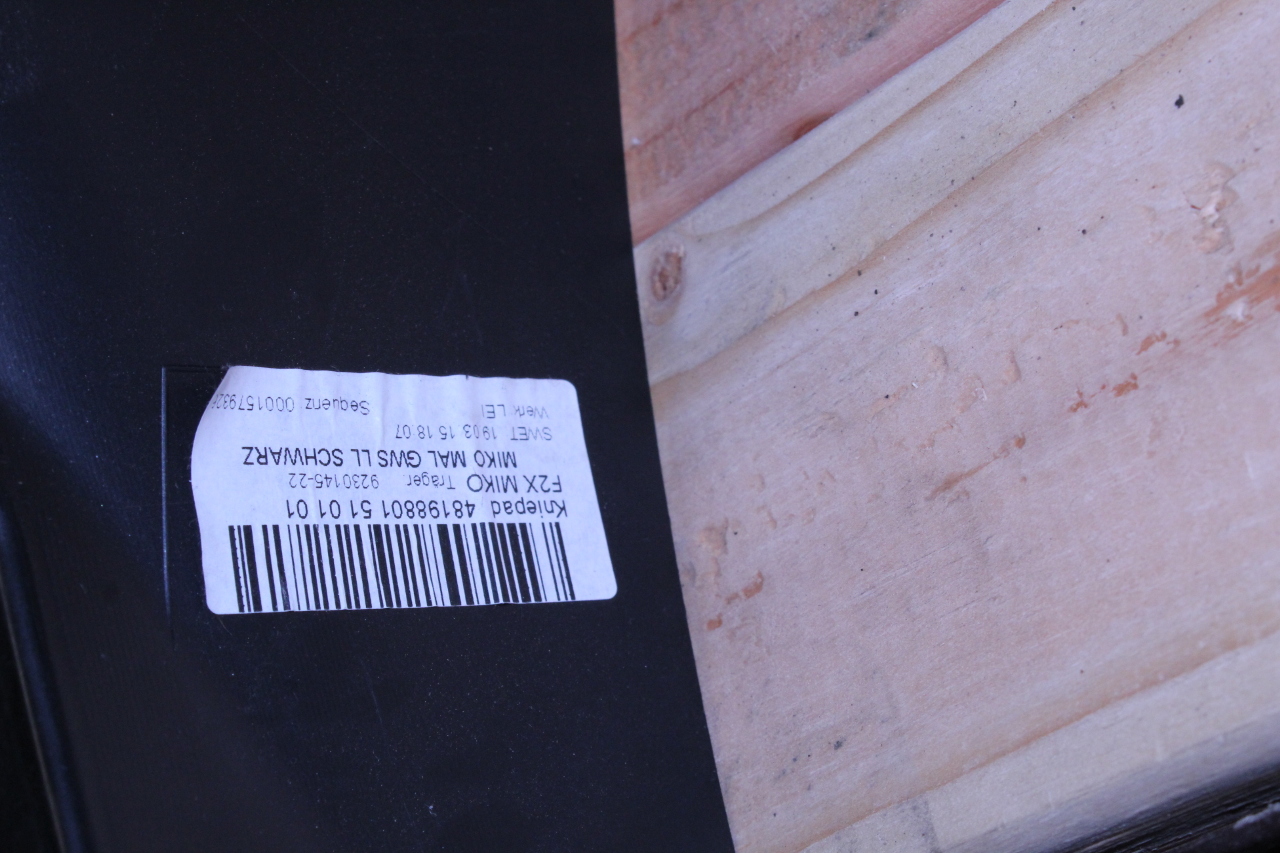 Kniepad 48198801 51 01 01
F2X MIKO Träger: 9230145-22
MIKO MAL GWS LL SCHWARZ
SWET 1903 15 18 07
Werk LEI Sequenz